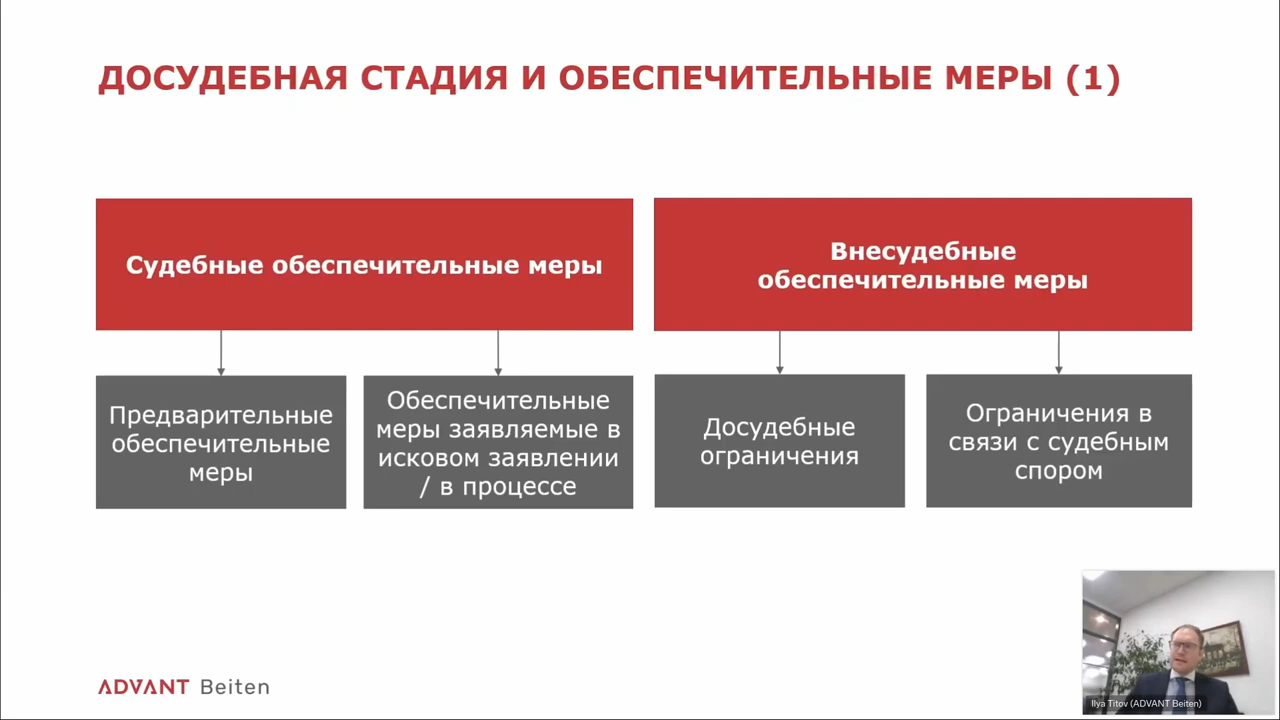 ДОСУДЕБНАЯ СТАДИЯ И ОБЕСПЕЧИТЕЛЬНЫЕ МЕРЫ (1)
Судебные обеспечительные меры
Предварительные
обеспечительные
меры
Обеспечительные
меры заявляемые в
исковом заявлении
/ в процессе
Внесудебные
обеспечительные меры
Досудебные
ограничения
Ограничения в
связи с судебным
спором
ADVANT Beiten
Ilya Titov (ADVANT Beiten)